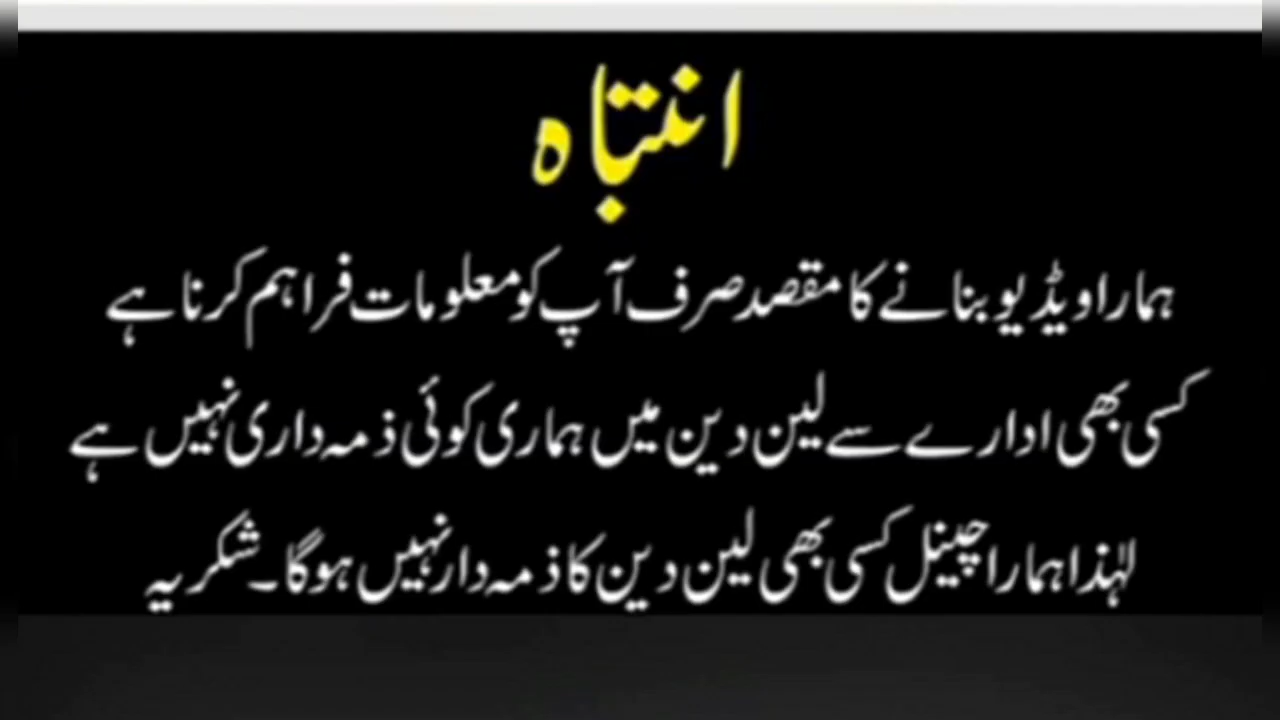 انتباہ
ہمارا ویڈیو بنانے کا مقصد صرف آپ کو معلومات فراہم کرنا ہے
کسی بھی ادارے سے لین دین میں ہماری کوئی ذمہ داری نہیں ہے
لہٰذا ہمارا چینل کسی بھی لین دین کا ذمہ دار نہیں ہوگا۔ شکریہ